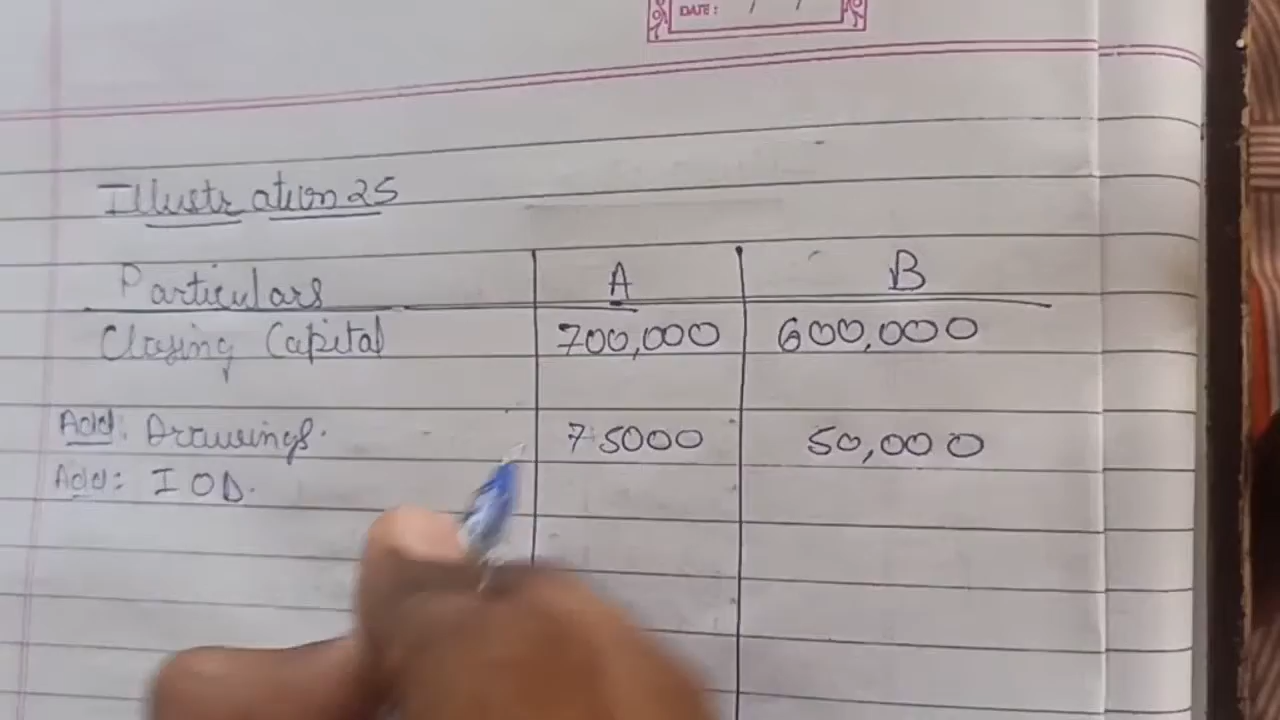 DATE: / /
Illustration 25
Particulars A B
Closing Capital 700,000 600,000
Add: Drawings. 75000 50,000
Add: IOD.